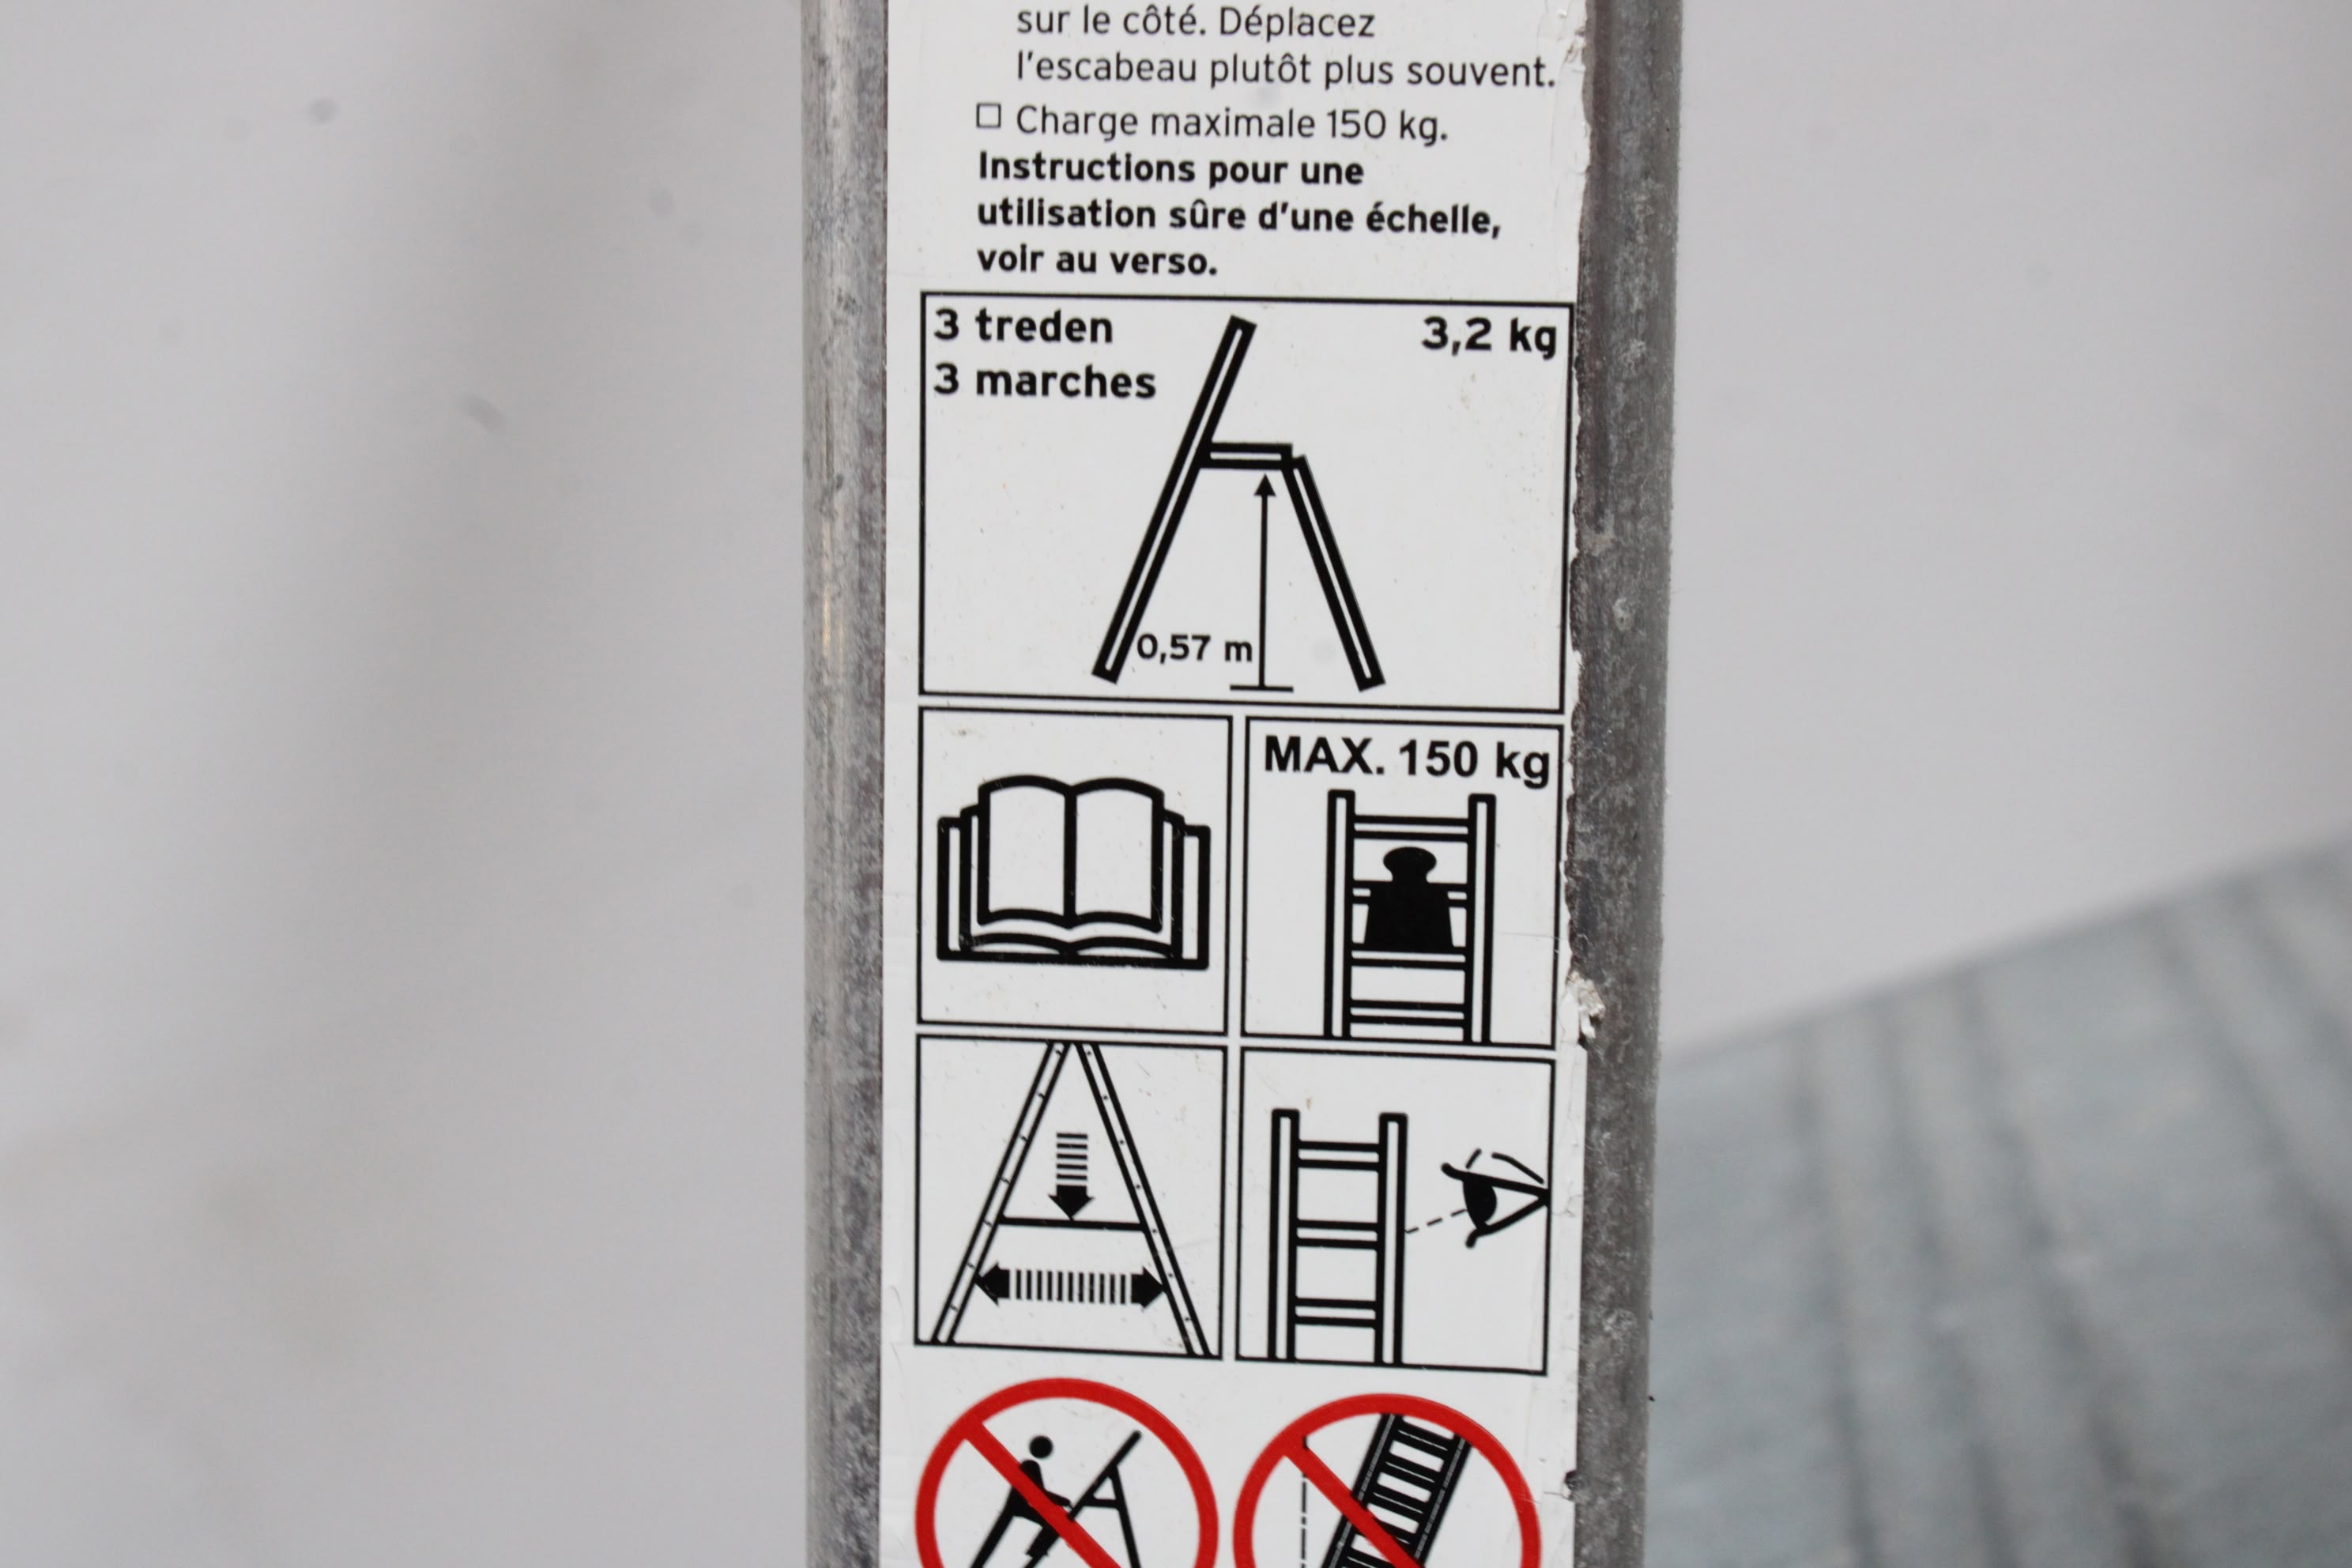 sur le côté. Déplacez
l'escabeau plutôt plus souvent.
☐ Charge maximale 150 kg.
Instructions pour une
utilisation sûre d'une échelle,
voir au verso.
3 treden
3,2 kg
3 marches
0,57 m
MAX. 150 kg